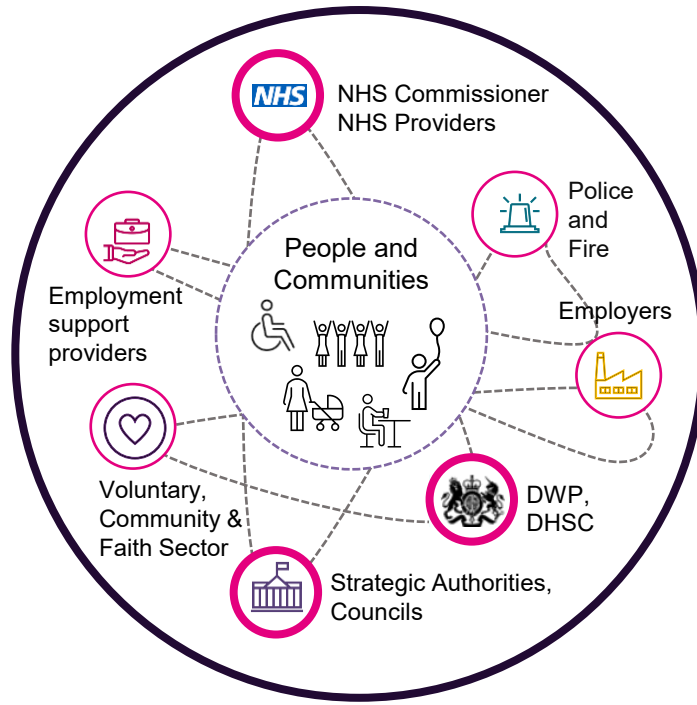 NHS
NHS Commissioner
NHS Providers
Police
and
Fire
People and
Communities
Employment
support
providers
Employers
Voluntary,
Community &
Faith Sector
DWP,
DHSC
Strategic Authorities,
Councils